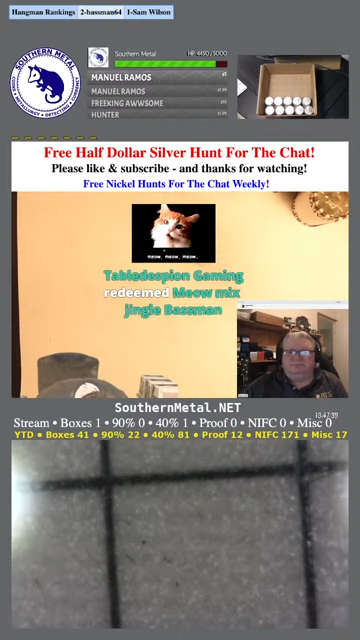 Hangman Rankings 2-bassman64 1-Sam Wilson
SOUTHERN METAL
Southern Metal
HP: 4450 / 5000
MANUEL RAMOS
MANUEL RAMOS
FREEKING AWWSOME
HUNTER
Free Half Dollar Silver Hunt For The Chat!
Please like & subscribe - and thanks for watching!
Free Nickel Hunts For The Chat Weekly!
meow, meow, meow.
Tabledespion Gaming
redeemed Meow mix
jingle Bassman
SouthernMetal.NET
Stream • Boxes 1 • 90% 0 • 40% 1 • Proof 0 • NIFC 0 • Misc 0
YTD ● Boxes 41 ● 90% 22 ● 40% 81 ● Proof 12 ● NIFC 171 ● Misc 17